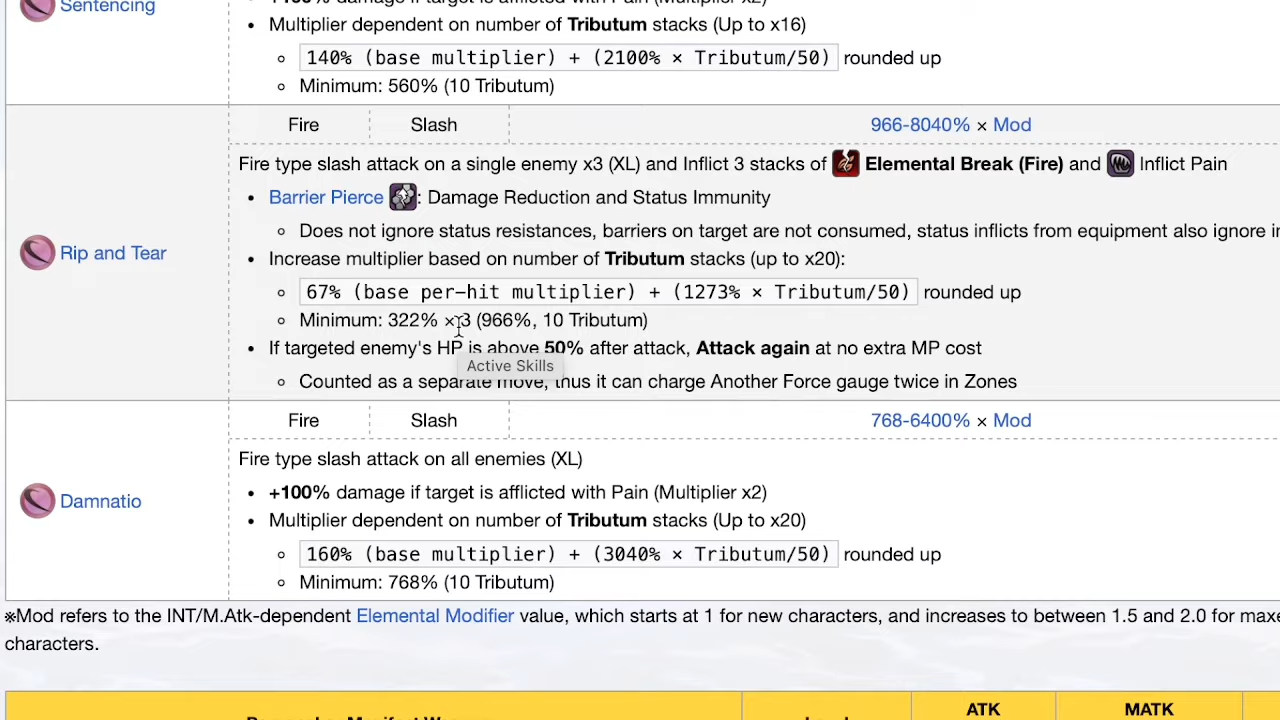 Sentencing
+100% damage if target is afflicted with Pain (Multiplier x2)
• Multiplier dependent on number of Tributum stacks (Up to x16)
140% (base multiplier) + (2100% × Tributum/50) rounded up
Minimum: 560% (10 Tributum)
Fire Slash 966-8040% × Mod
Rip and Tear
Fire type slash attack on a single enemy x3 (XL) and Inflict 3 stacks of Elemental Break (Fire) and Inflict Pain
• Barrier Pierce : Damage Reduction and Status Immunity
Does not ignore status resistances, barriers on target are not consumed, status inflicts from equipment also ignore
• Increase multiplier based on number of Tributum stacks (up to x20):
67% (base per-hit multiplier) + (1273% × Tributum/50) rounded up
Minimum: 322% × 3 (966%, 10 Tributum)
• If targeted enemy's HP is above 50% after attack, Attack again at no extra MP cost
Active Skills
Counted as a separate move, thus it can charge Another Force gauge twice in Zones
Fire Slash 768-6400% × Mod
Damnatio
Fire type slash attack on all enemies (XL)
• +100% damage if target is afflicted with Pain (Multiplier x2)
• Multiplier dependent on number of Tributum stacks (Up to x20)
160% (base multiplier) + (3040% × Tributum/50) rounded up
Minimum: 768% (10 Tributum)
※Mod refers to the INT/M.Atk-dependent Elemental Modifier value, which starts at 1 for new characters, and increases to between 1.5 and 2.0 for
characters.
ATK MATK